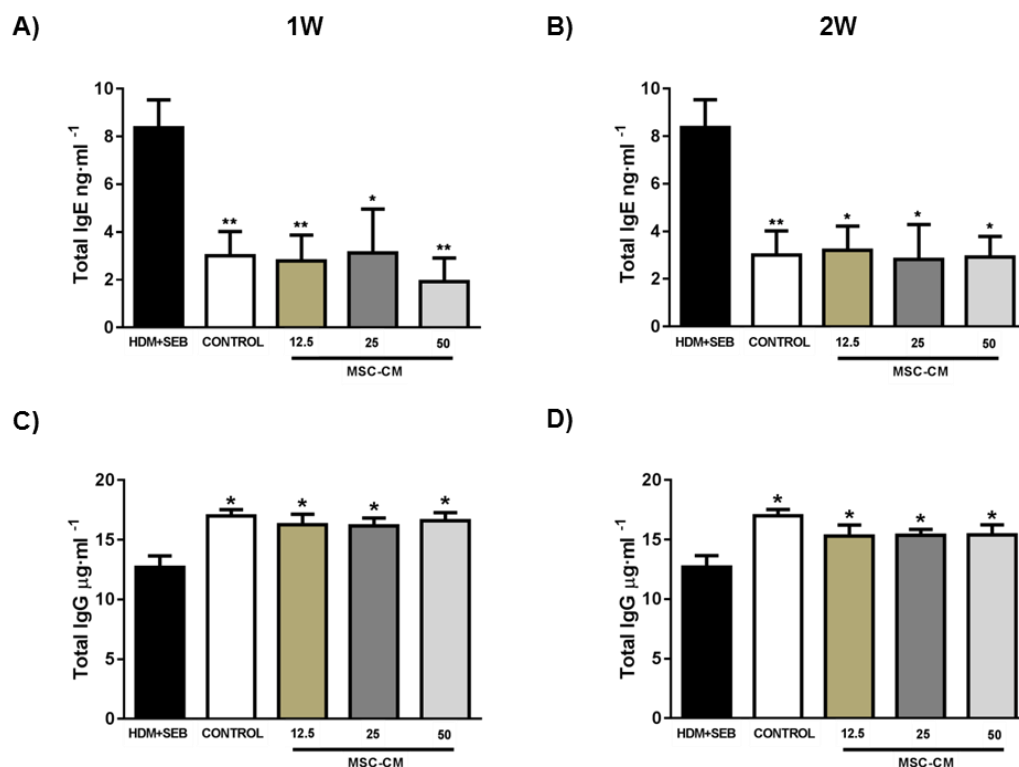 A)
1W
10
8
6
4
2
0
Total IgE ng·ml -1
**
**
*
**
HDM+SEB CONTROL 12.5 25 50
MSC-CM
B)
2W
10
8
6
4
2
0
Total IgE ng·ml -1
**
*
*
*
HDM+SEB CONTROL 12.5 25 50
MSC-CM
C)
20
15
10
5
0
Total IgG μg·ml -1
*
*
*
*
HDM+SEB CONTROL 12.5 25 50
MSC-CM
D)
20
15
10
5
0
Total IgG μg·ml -1
*
*
*
*
HDM+SEB CONTROL 12.5 25 50
MSC-CM